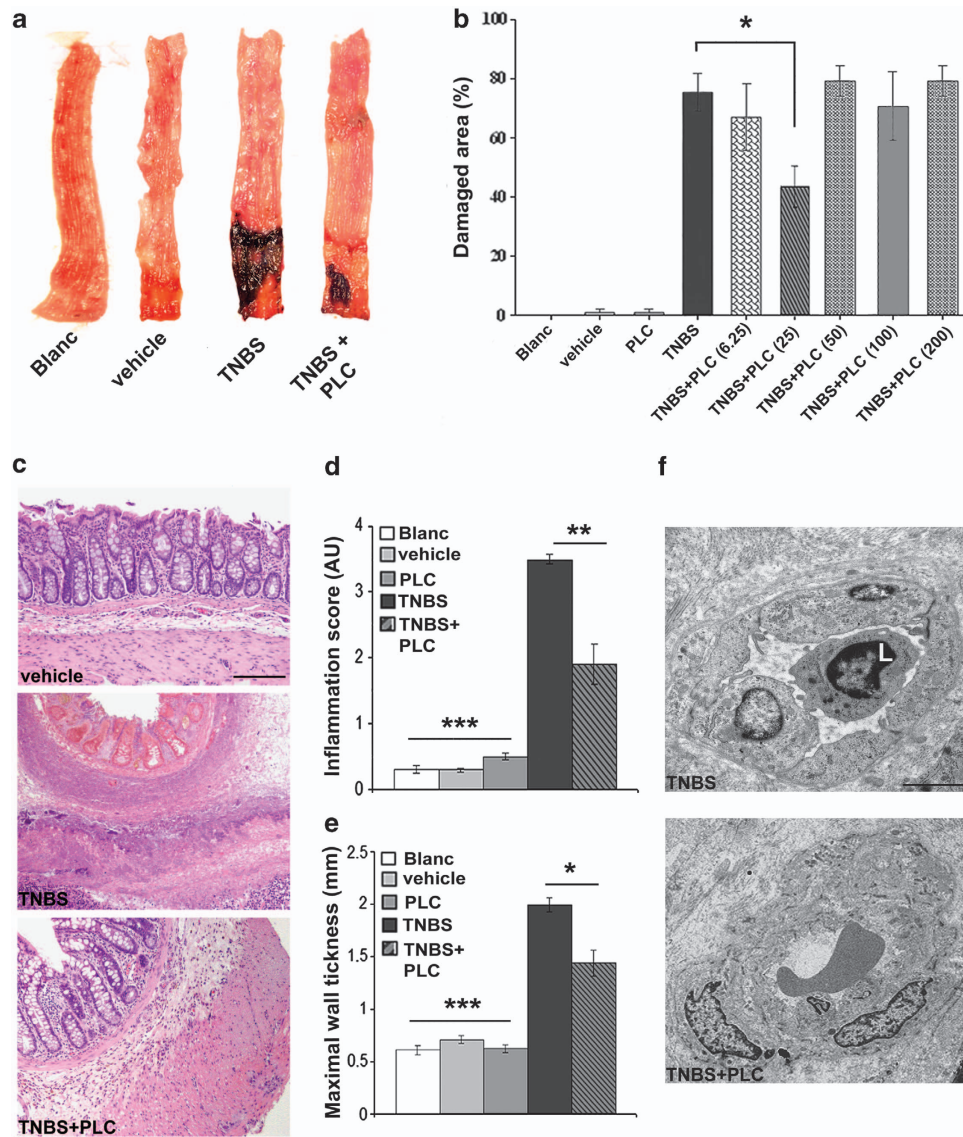 a
Blanc
vehicle
TNBS
TNBS +
PLC
b
Damaged area (%)
100
80
60
40
20
0
*
Blanc
vehicle
PLC
TNBS
TNBS+PLC (6.25)
TNBS+PLC (25)
TNBS+PLC (50)
TNBS+PLC (100)
TNBS+PLC (200)
c
vehicle
TNBS
TNBS+PLC
d
Inflammation score (AU)
4
3
2
1
0
Blanc
vehicle
PLC
TNBS
TNBS+
PLC
***
**
e
Maximal wall tickness (mm)
2.5
2
1.5
1
0.5
0
Blanc
vehicle
PLC
TNBS
TNBS+
PLC
***
*
f
L
TNBS
TNBS+PLC